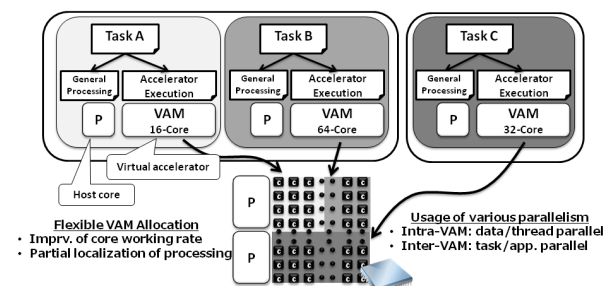 Task A
Task B
Task C
General Processing
Accelerator Execution
General Processing
Accelerator Execution
General Processing
Accelerator Execution
P
VAM
16-Core
P
VAM
64-Core
P
VAM
32-Core
Virtual accelerator
Host core
P
P
C C C C C
C C C C C
C C C C C
C C C C C
C C C C C
C C C C C
Flexible VAM Allocation
• Imprv. of core working rate
• Partial localization of processing
Usage of various parallelism
• Intra-VAM: data/thread parallel
• Inter-VAM: task/app. parallel